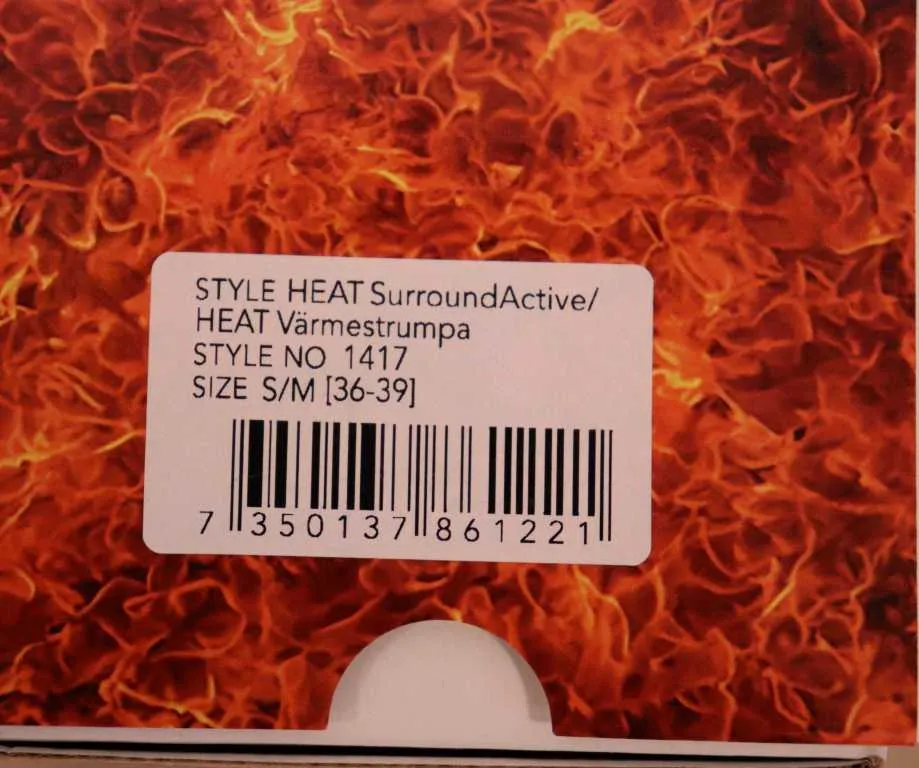 STYLE HEAT SurroundActive/
HEAT Värmestrumpa
STYLE NO 1417
SIZE S/M [36-39]
7 350137 861221